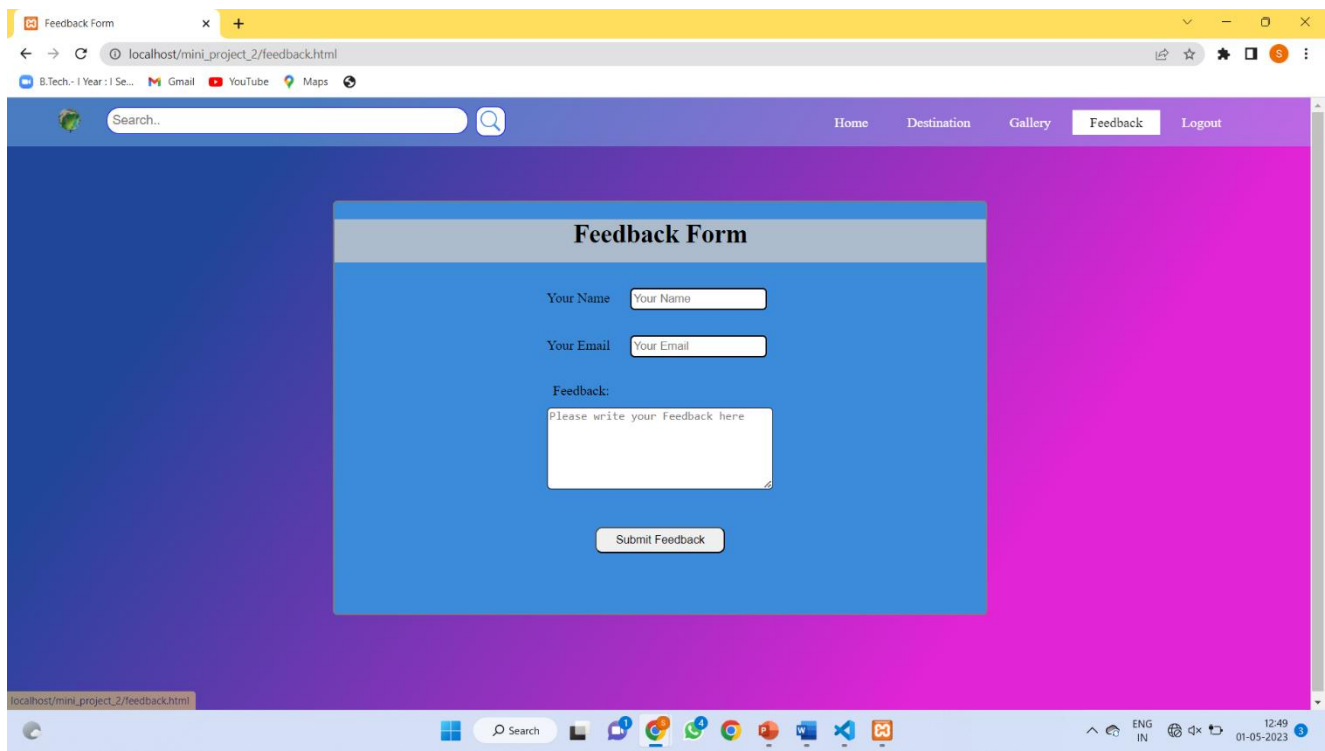 Feedback Form
localhost/mini_project_2/feedback.html
B.Tech.- I Year : I Se... Gmail YouTube Maps
Search.. Home Destination Gallery Feedback Logout
Feedback Form
Your Name Your Name
Your Email Your Email
Feedback:
Please write your Feedback here
Submit Feedback
localhost/mini_project_2/feedback.html
Search
ENG
IN
12:49
01-05-2023
3